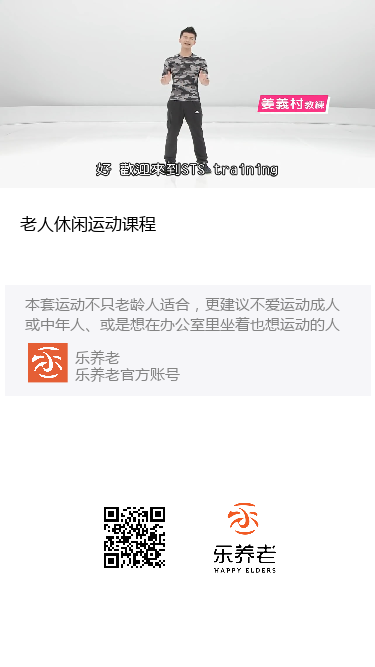 姜義村教練
好 歡迎來到STS training
老人休闲运动课程
本套运动不只老龄人适合，更建议不爱运动成人
或中年人、或是想在办公室里坐着也想运动的人
乐养老
乐养老官方账号
乐养老
HAPPY ELDERS